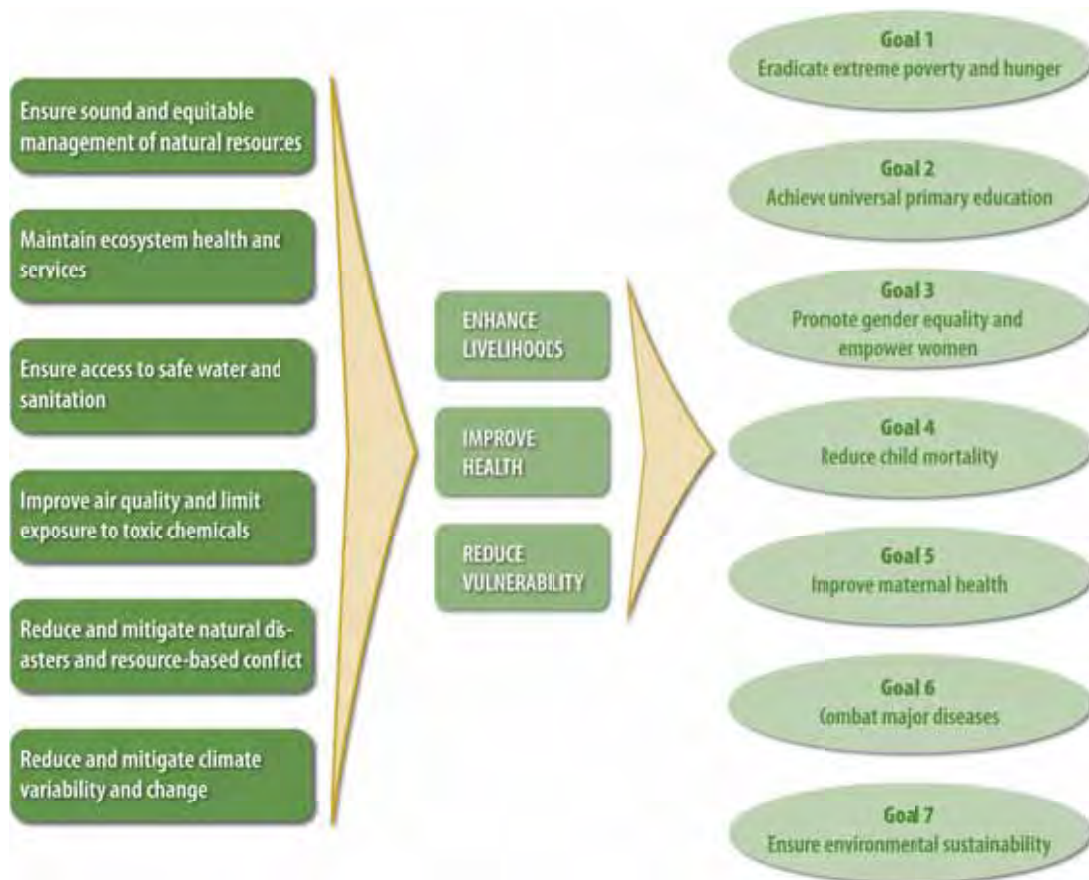 Ensure sound and equitable
management of natural resources
Maintain ecosystem health and
services
Ensure access to safe water and
sanitation
Improve air quality and limit
exposure to toxic chemicals
Reduce and mitigate natural dis-
asters and resource-based conflict
Reduce and mitigate climate
variability and change
ENHANCE
LIVELIHOODS
IMPROVE
HEALTH
REDUCE
VULNERABILITY
Goal 1
Eradicate extreme poverty and hunger
Goal 2
Achieve universal primary education
Goal 3
Promote gender equality and
empower women
Goal 4
Reduce child mortality
Goal 5
Improve maternal health
Goal 6
Combat major diseases
Goal 7
Ensure environmental sustainability